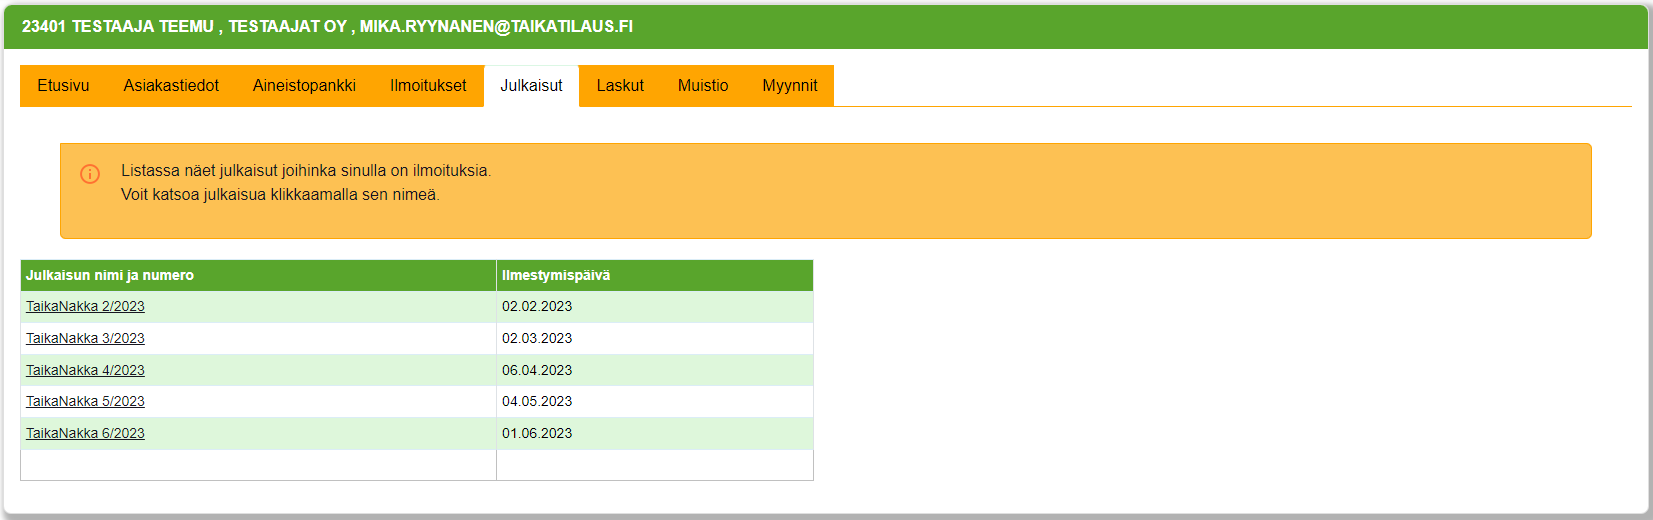 23401 TESTAAJA TEEMU , TESTAAJAT OY , MIKA.RYYNANEN@TAIKATILAUS.FI
Etusivu Asiakastiedot Aineistopankki Ilmoitukset Julkaisut Laskut Muistio Myynnit
Listassa näet julkaisut joihinka sinulla on ilmoituksia.
Voit katsoa julkaisua klikkaamalla sen nimeä.
Julkaisun nimi ja numero Ilmestymispäivä
TaikaNakka 2/2023 02.02.2023
TaikaNakka 3/2023 02.03.2023
TaikaNakka 4/2023 06.04.2023
TaikaNakka 5/2023 04.05.2023
TaikaNakka 6/2023 01.06.2023